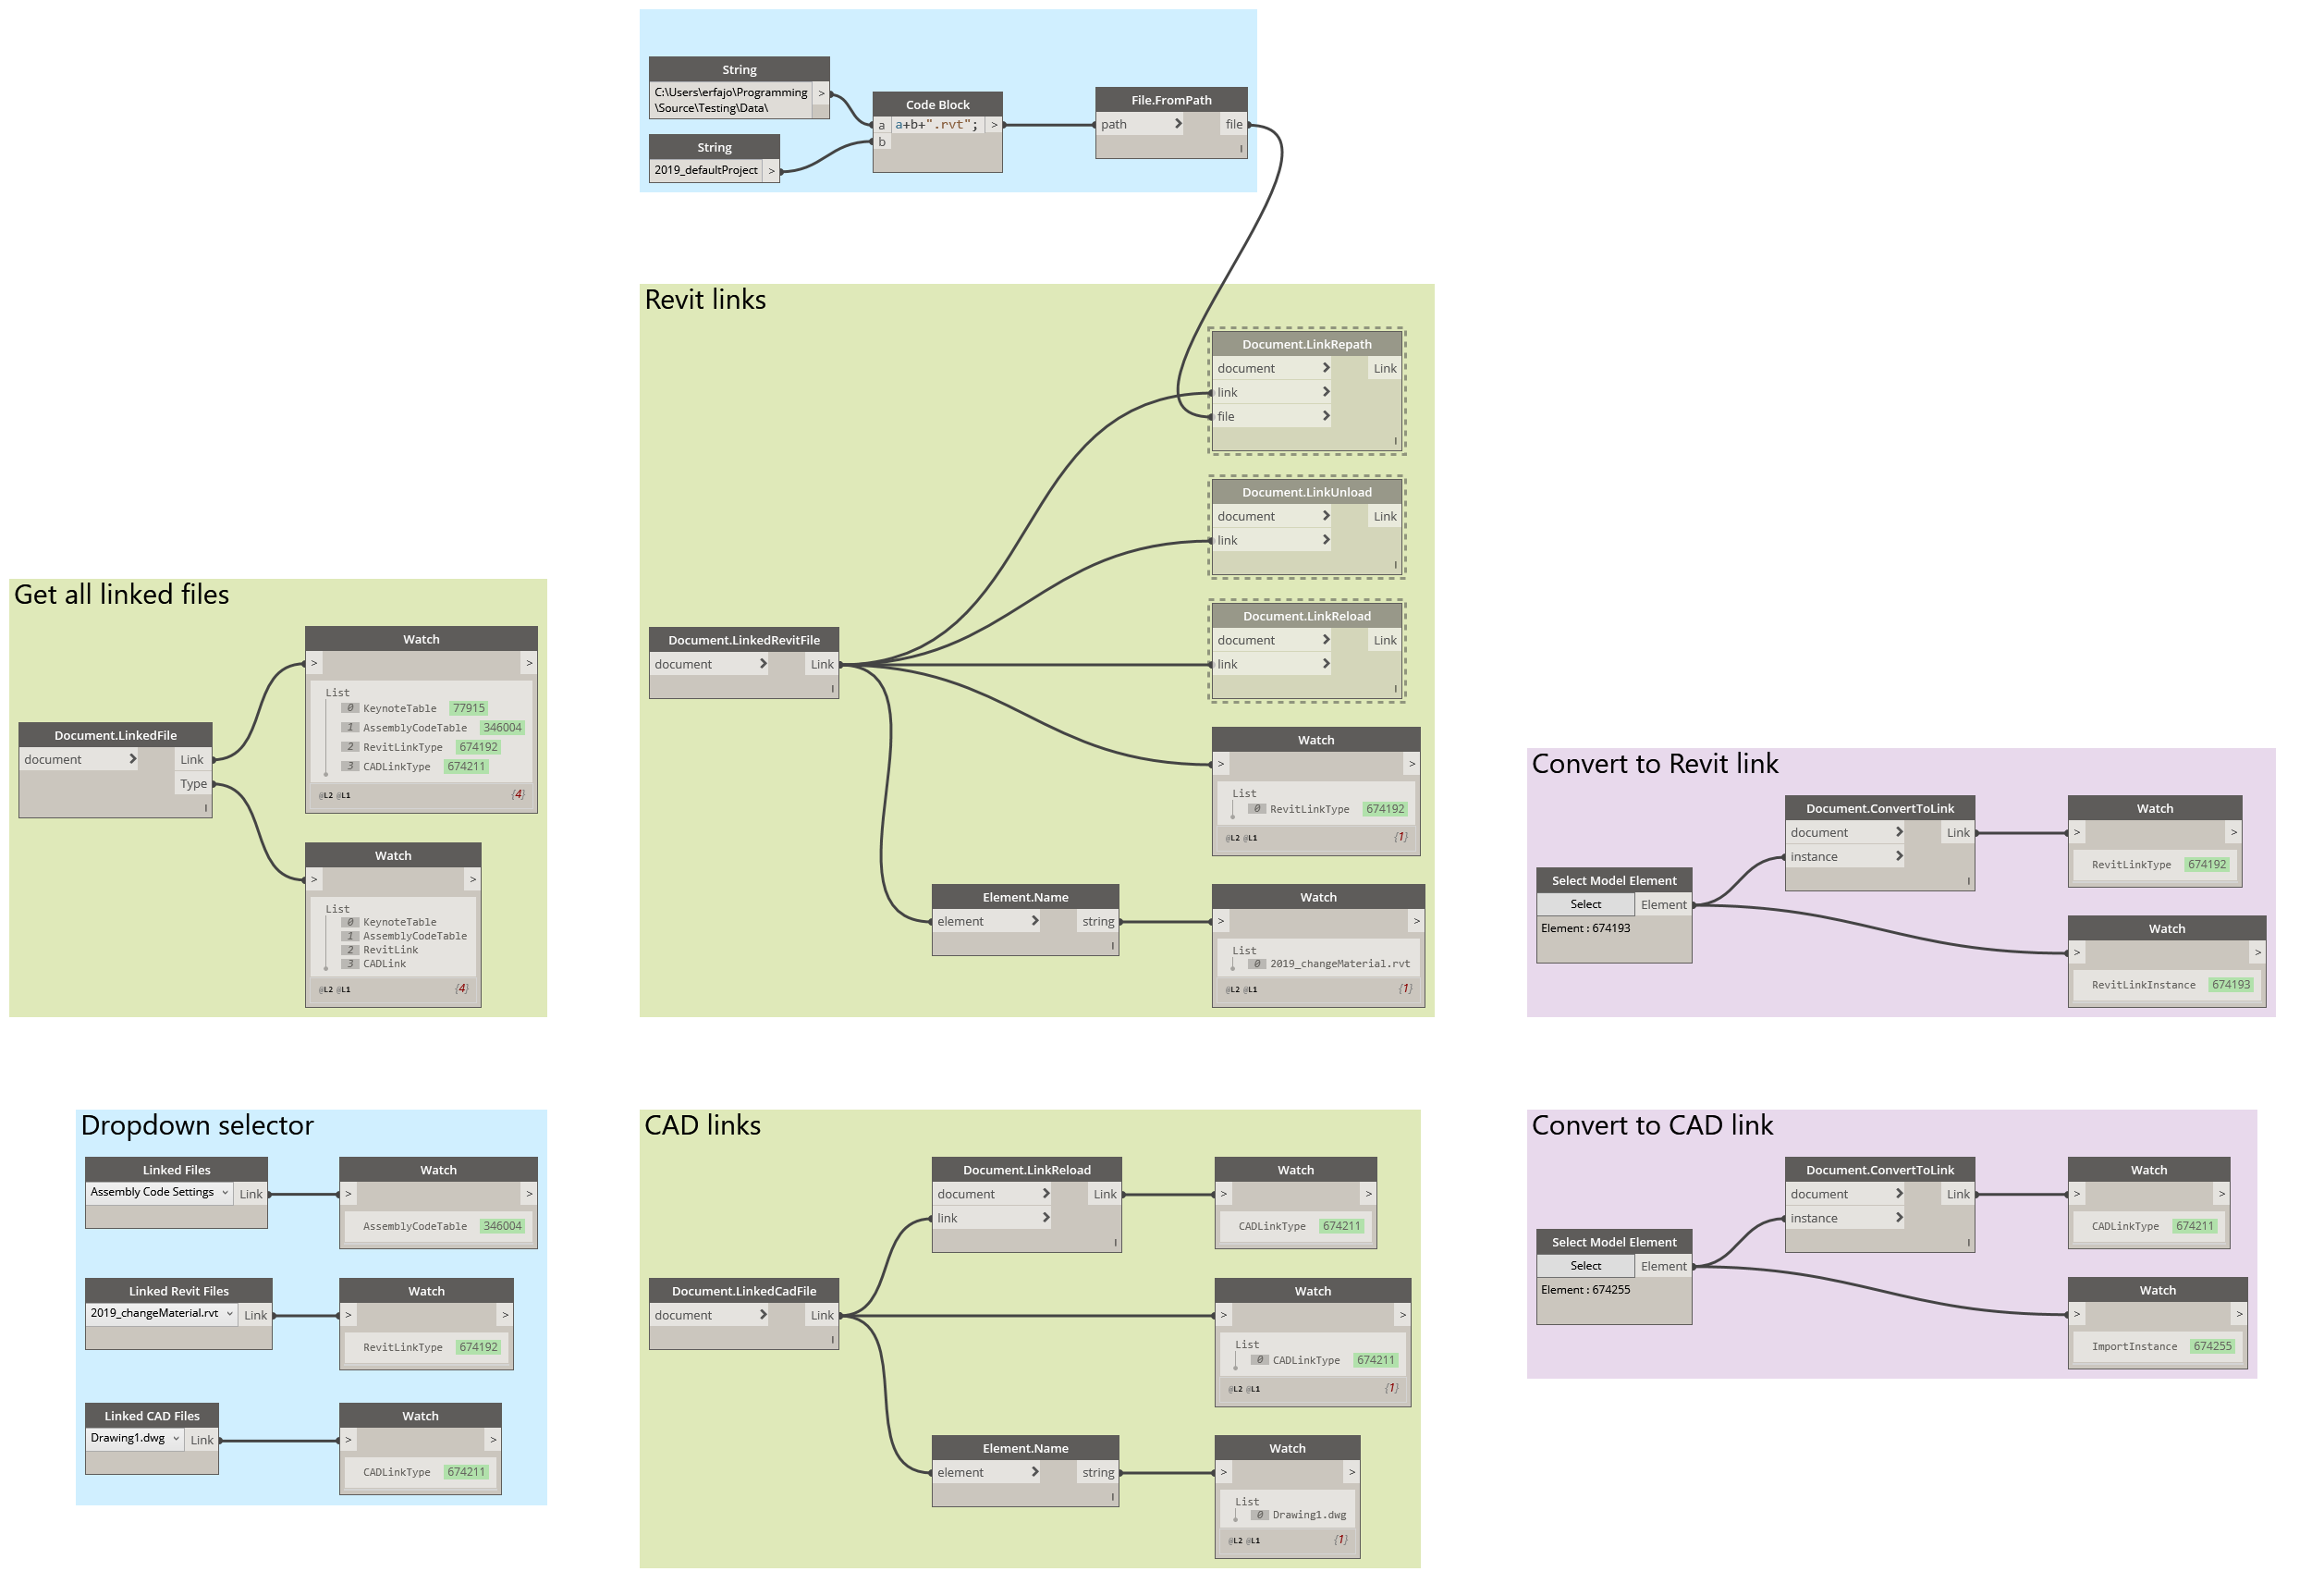 String
C:\Users\erfajo\Programming
\Source\Testing\Data\
>
String
2019_defaultProject
>
Code Block
a
a+b+".rvt";
>
b
File.FromPath
path
file
Revit links
Document.LinkRepath
document
Link
link
file
Document.LinkUnload
document
Link
link
Document.LinkReload
document
Link
link
Document.LinkedRevitFile
document
Link
Watch
>
>
List
0 RevitLinkType 674192
@L2 @L1
{1}
Element.Name
element
string
Watch
>
>
List
0 2019_changeMaterial.rvt
@L2 @L1
{1}
Get all linked files
Document.LinkedFile
document
Link
Type
Watch
>
>
List
0 KeynoteTable 77915
1 AssemblyCodeTable 346004
2 RevitLinkType 674192
3 CADLinkType 674211
@L2 @L1
{4}
Watch
>
>
List
0 KeynoteTable
1 AssemblyCodeTable
2 RevitLink
3 CADLink
@L2 @L1
{4}
Convert to Revit link
Select Model Element
Select
Element
Element : 674193
Document.ConvertToLink
document
Link
instance
Watch
>
>
RevitLinkType 674192
Watch
>
>
RevitLinkInstance 674193
Dropdown selector
Linked Files
Assembly Code Settings
Link
Watch
>
>
AssemblyCodeTable 346004
Linked Revit Files
2019_changeMaterial.rvt
Link
Watch
>
>
RevitLinkType 674192
Linked CAD Files
Drawing1.dwg
Link
Watch
>
>
CADLinkType 674211
CAD links
Document.LinkedCadFile
document
Link
Document.LinkReload
document
Link
link
Watch
>
>
CADLinkType 674211
Watch
>
>
List
0 CADLinkType 674211
@L2 @L1
{1}
Element.Name
element
string
Watch
>
>
List
0 Drawing1.dwg
@L2 @L1
{1}
Convert to CAD link
Select Model Element
Select
Element
Element : 674255
Document.ConvertToLink
document
Link
instance
Watch
>
>
CADLinkType 674211
Watch
>
>
ImportInstance 674255